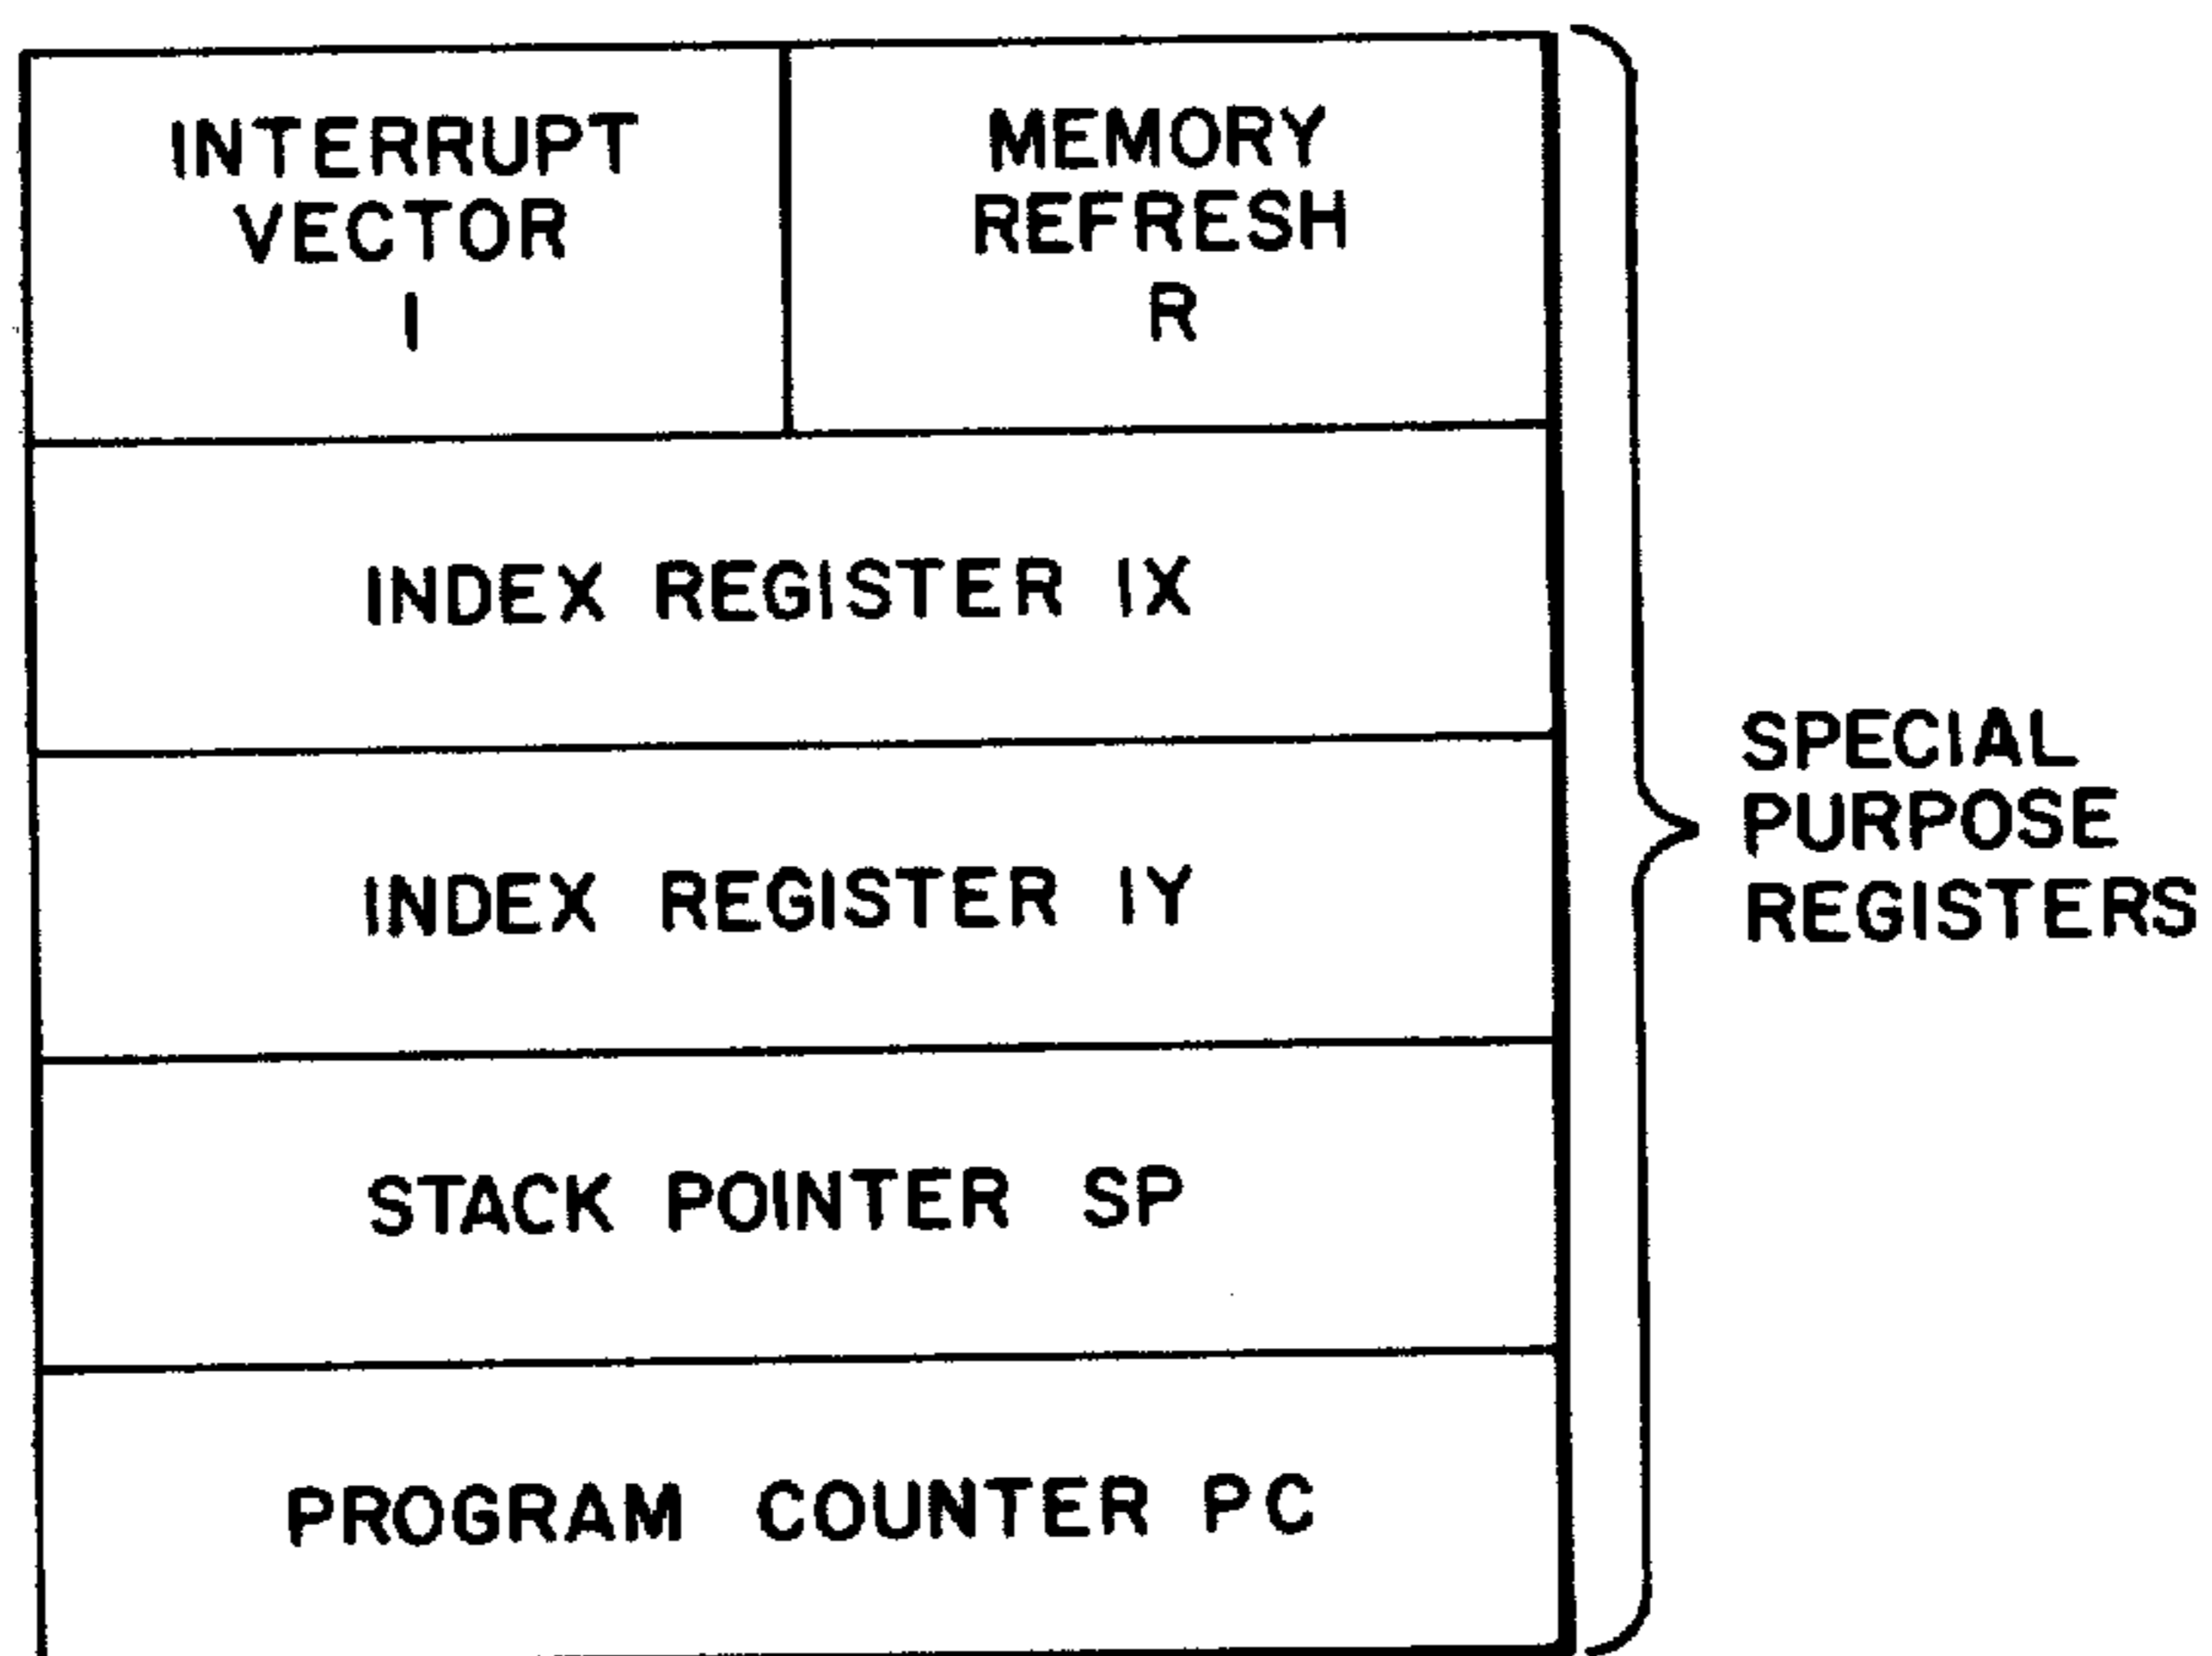 INTERRUPT
VECTOR
I
MEMORY
REFRESH
R
INDEX REGISTER IX
INDEX REGISTER IY
STACK POINTER SP
PROGRAM COUNTER PC
SPECIAL
PURPOSE
REGISTERS